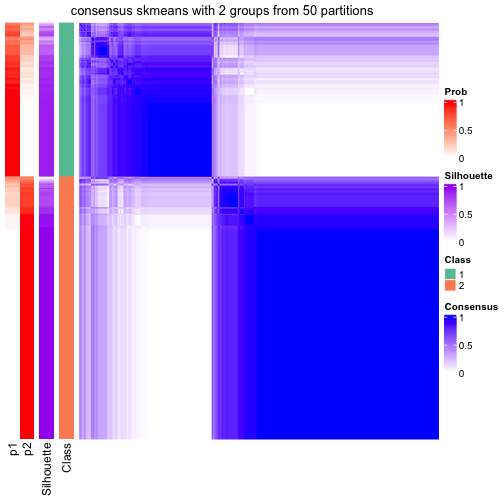 consensus skmeans with 2 groups from 50 partitions
Prob
1
0.5
0
Silhouette
1
0.5
0
Class
1
2
Consensus
1
0.5
0
p1
p2
Silhouette
Class